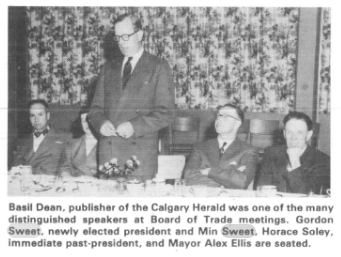 Basil Dean, publisher of the Calgary Herald was one of the many
distinguished speakers at Board of Trade meetings. Gordon
Sweet, newly elected president and Min Sweet, Horace Soley,
immediate past-president, and Mayor Alex Ellis are seated.